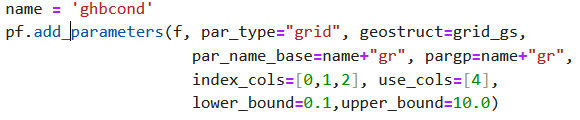 name = 'ghbcond'
pf.add_parameters(f, par_type="grid", geostruct=grid_gs,
par_name_base=name+"gr", pargp=name+"gr",
index_cols=[0,1,2], use_cols=[4],
lower_bound=0.1,upper_bound=10.0)